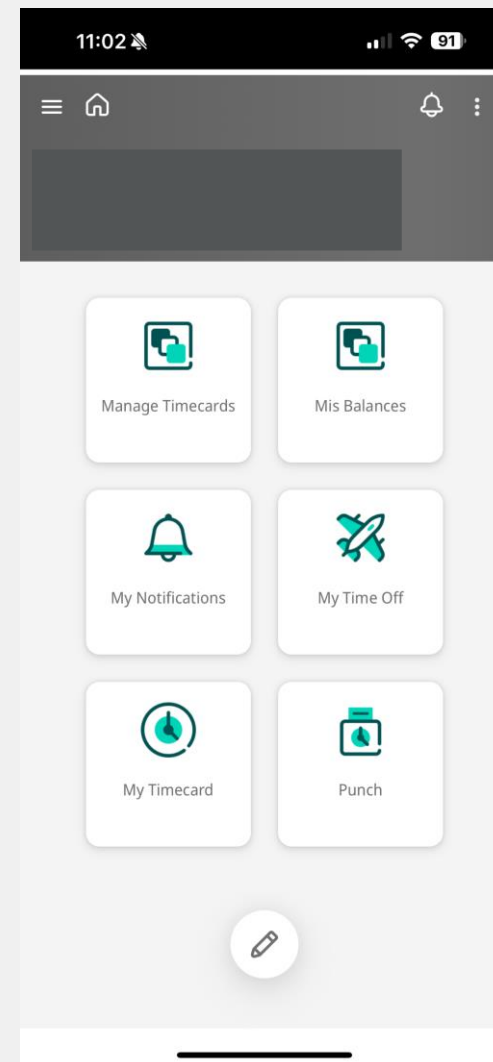 11:02
91
Manage Timecards
Mis Balances
My Notifications
My Time Off
My Timecard
Punch